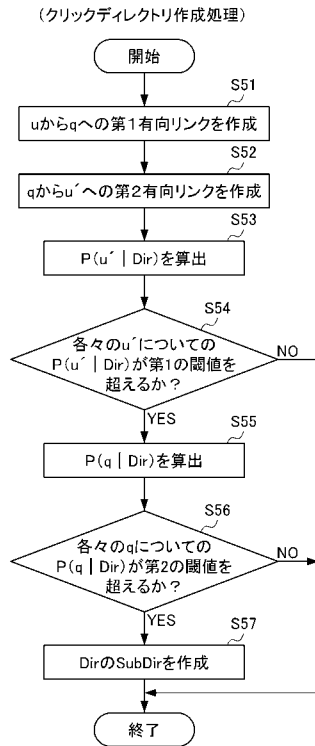 (クリックディレクトリ作成処理)
開始
S51
uからqへの第1有向リンクを作成
S52
qからu´への第2有向リンクを作成
S53
P(u´|Dir)を算出
S54
各々のu´についての
P(u´|Dir)が第1の閾値を
超えるか?
NO
YES
S55
P(q|Dir)を算出
S56
各々のqについての
P(q|Dir)が第2の閾値を
超えるか?
NO
YES
S57
DirのSubDirを作成
終了